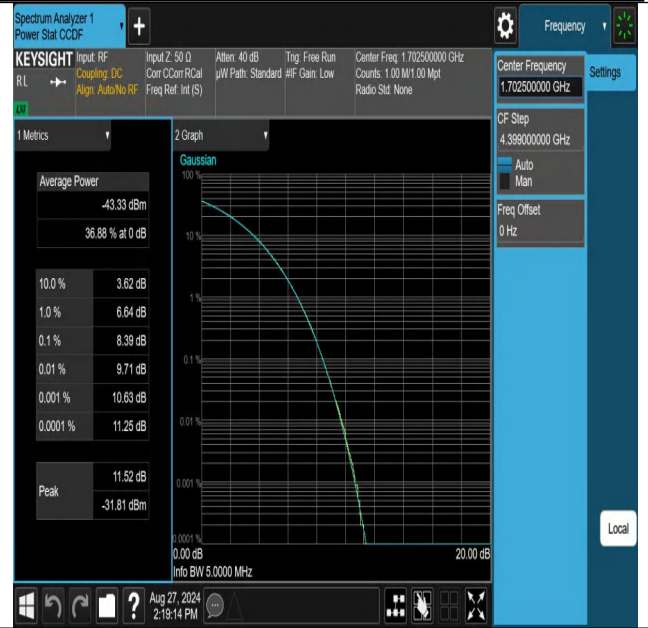 Spectrum Analyzer 1
Power Stat CCDF
Frequency
KEYSIGHT
RL
LXI
Input: RF
Coupling: DC
Align: Auto/No RF
Input Z: 50 Ω
Corr CCorr RCal
Freq Ref: Int (S)
Atten: 40 dB
µW Path: Standard
Trig: Free Run
#IF Gain: Low
Center Freq: 1.702500000 GHz
Counts: 1.00 M/1.00 Mpt
Radio Std: None
Center Frequency
1.702500000 GHz
Settings
CF Step
4.399000000 GHz
Auto
Man
Freq Offset
0 Hz
1 Metrics
Average Power
-43.33 dBm
36.88 % at 0 dB
10.0 % 3.62 dB
1.0 % 6.64 dB
0.1 % 8.39 dB
0.01 % 9.71 dB
0.001 % 10.63 dB
0.0001 % 11.25 dB
Peak
11.52 dB
-31.81 dBm
2 Graph
Gaussian
100 %
10 %
1 %
0.1 %
0.01 %
0.001 %
0.0001 %
0.00 dB 20.00 dB
Info BW 5.0000 MHz
Local
?
Aug 27, 2024
2:19:14 PM